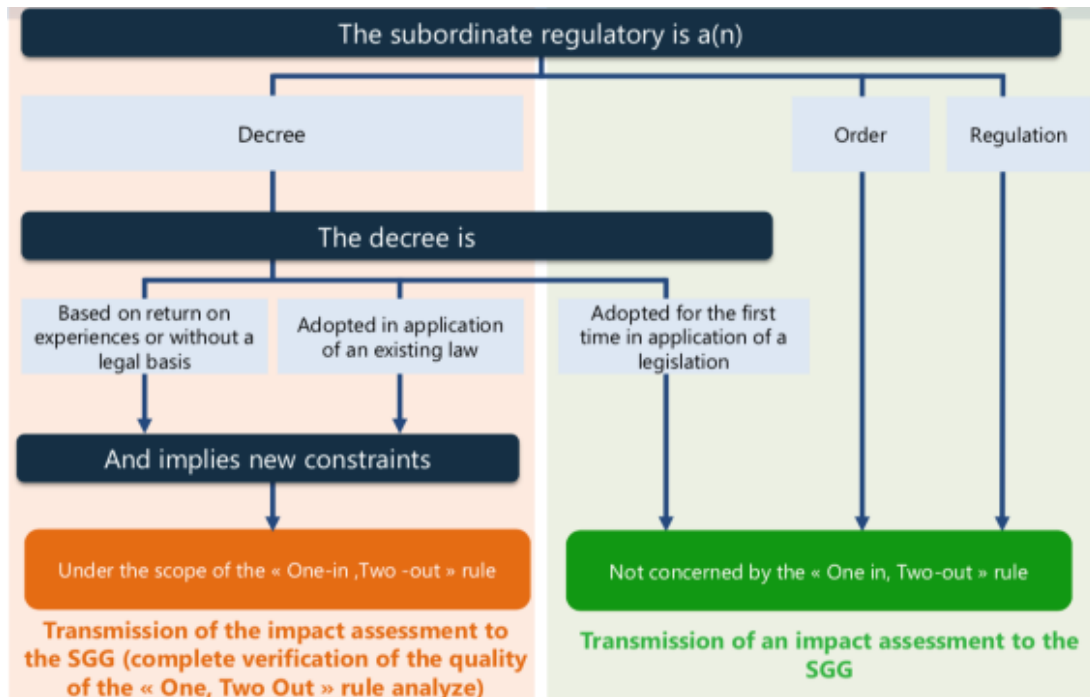 The subordinate regulatory is a(n)
Decree
Order
Regulation
The decree is
Based on return on
experiences or without a
legal basis
Adopted in application
of an existing law
Adopted for the first
time in application of a
legislation
And implies new constraints
Under the scope of the « One-in ,Two -out » rule
Not concerned by the « One in, Two-out » rule
Transmission of the impact assessment to
the SGG (complete verification of the quality
of the « One, Two Out » rule analyze)
Transmission of an impact assessment to the
SGG